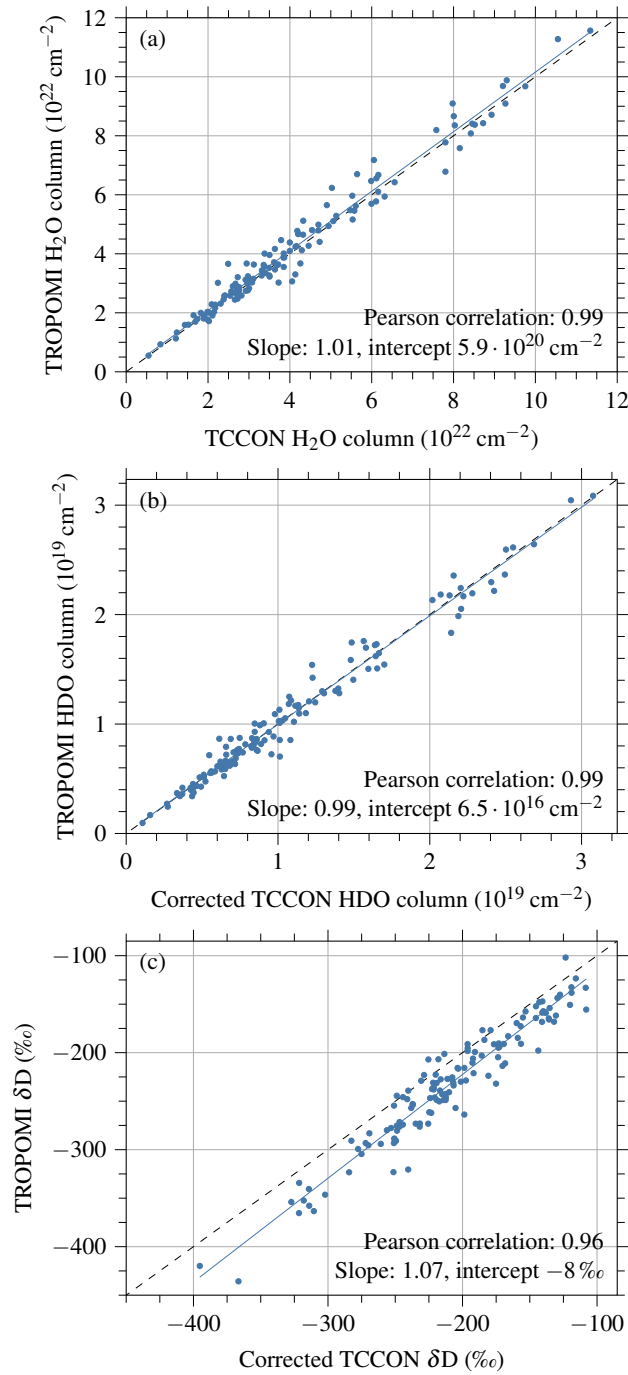 (a)
TROPOMI H₂O column (10²² cm⁻²)
12
10
8
6
4
2
0
Pearson correlation: 0.99
Slope: 1.01, intercept 5.9 · 10²⁰ cm⁻²
0 2 4 6 8 10 12
TCCON H₂O column (10²² cm⁻²)
(b)
TROPOMI HDO column (10¹⁹ cm⁻²)
3
2
1
0
Pearson correlation: 0.99
Slope: 0.99, intercept 6.5 · 10¹⁶ cm⁻²
0 1 2 3
Corrected TCCON HDO column (10¹⁹ cm⁻²)
(c)
TROPOMI δD (‰)
−100
−200
−300
−400
Pearson correlation: 0.96
Slope: 1.07, intercept −8 ‰
−400 −300 −200 −100
Corrected TCCON δD (‰)